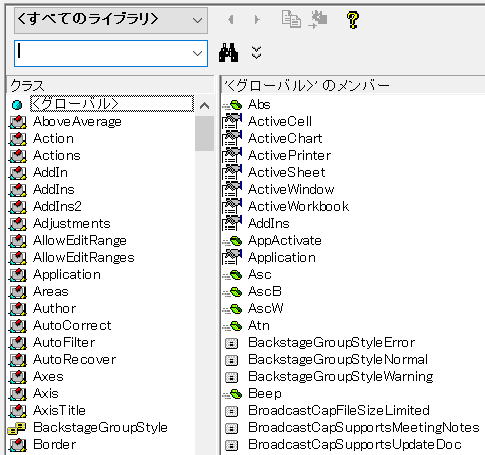 <すべてのライブラリ>
クラス
<グローバル>
AboveAverage
Action
Actions
AddIn
AddIns
AddIns2
Adjustments
AllowEditRange
AllowEditRanges
Application
Areas
Author
AutoCorrect
AutoFilter
AutoRecover
Axes
Axis
AxisTitle
BackstageGroupStyle
Border
'<グローバル>' のメンバー
Abs
ActiveCell
ActiveChart
ActivePrinter
ActiveSheet
ActiveWindow
ActiveWorkbook
AddIns
AppActivate
Application
Asc
AscB
AscW
Atn
BackstageGroupStyleError
BackstageGroupStyleNormal
BackstageGroupStyleWarning
Beep
BroadcastCapFileSizeLimited
BroadcastCapSupportsMeetingNotes
BroadcastCapSupportsUpdateDoc